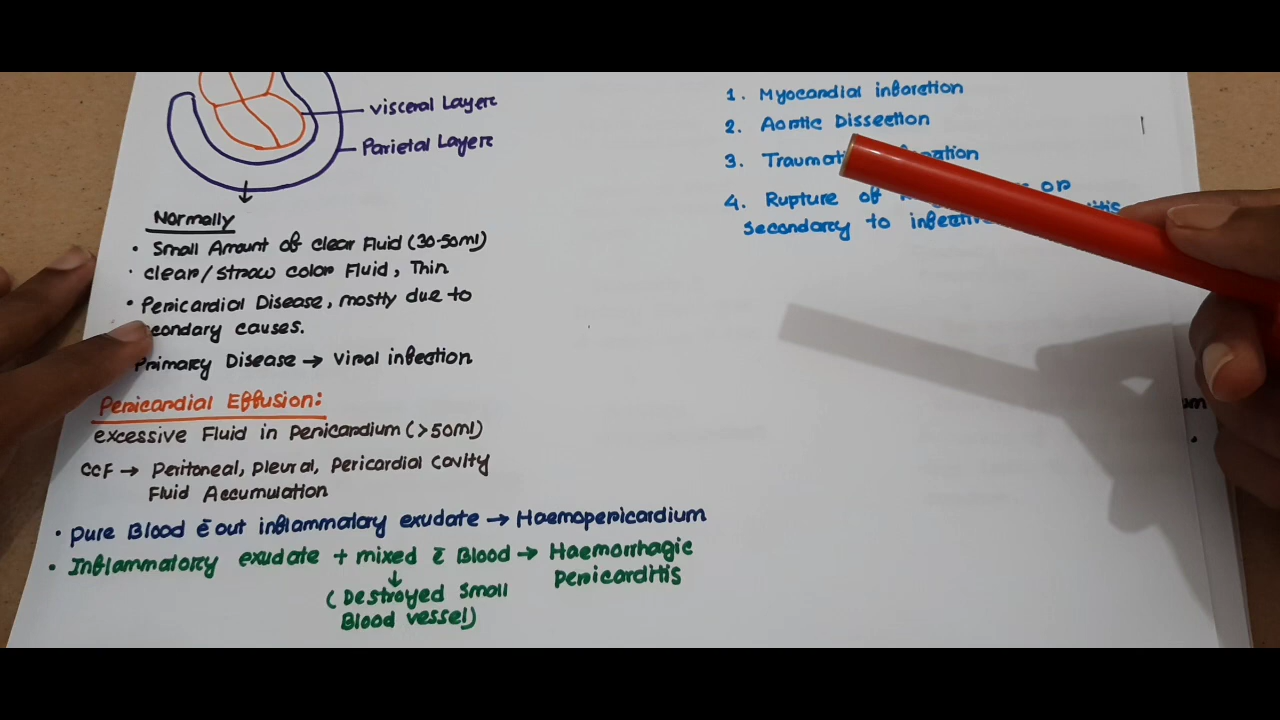 visceral Layer
Parietal Layer
Normally
• Small Amount of clear Fluid (30-50ml)
• clear/straw color Fluid, Thin
• Pericardial Disease, mostly due to
condary causes.
Primary Disease → Viral infection
Pericardial Effusion:
excessive Fluid in Pericardium (>50ml)
CCF → Peritoneal, pleural, Pericardial cavity
Fluid Accumulation
• Pure Blood c̄ out inflammatory exudate → Haemopericardium
• Inflammatory exudate + mixed c̄ Blood → Haemorrhagic
Pericarditis
↓
(Destroyed small
Blood vessel)
1. Myocardial infarction
2. Aortic Dissection
3. Traumati
4. Rupture of or
secondary to infective